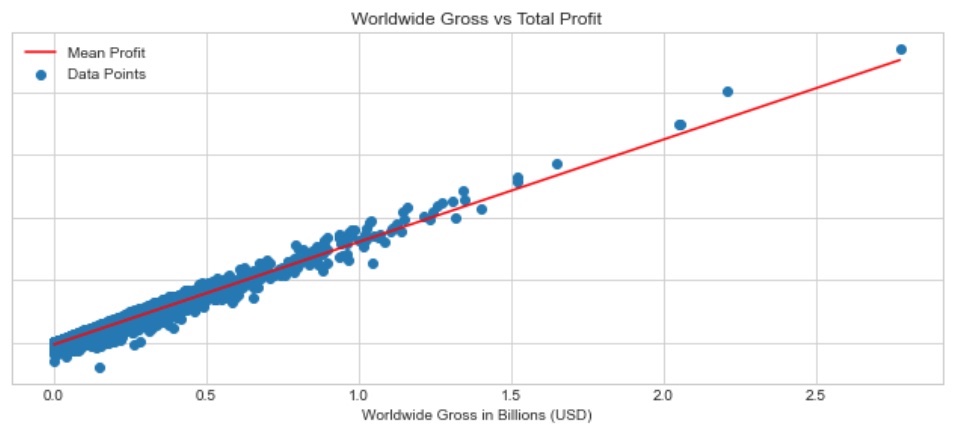 Worldwide Gross vs Total Profit
Mean Profit
Data Points
0.0 0.5 1.0 1.5 2.0 2.5
Worldwide Gross in Billions (USD)